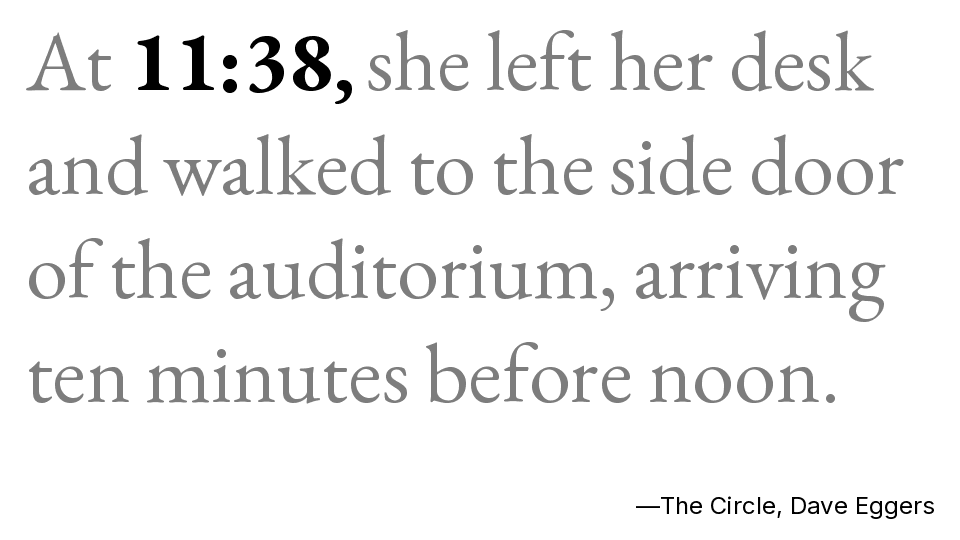 At 11:38, she left her desk
and walked to the side door
of the auditorium, arriving
ten minutes before noon.
—The Circle, Dave Eggers